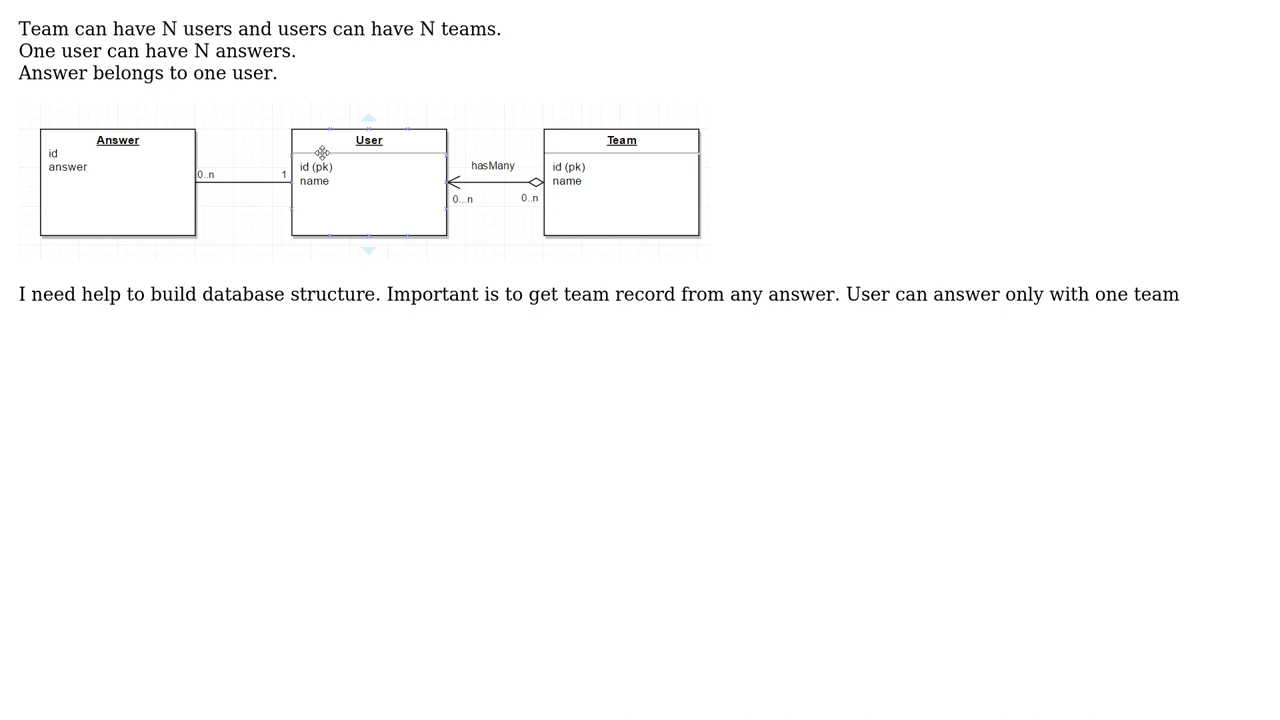 Team can have N users and users can have N teams.
One user can have N answers.
Answer belongs to one user.
Answer
id
answer
0..n
1
User
id (pk)
name
hasMany
0...n
0..n
Team
id (pk)
name
I need help to build database structure. Important is to get team record from any answer. User can answer only with one team